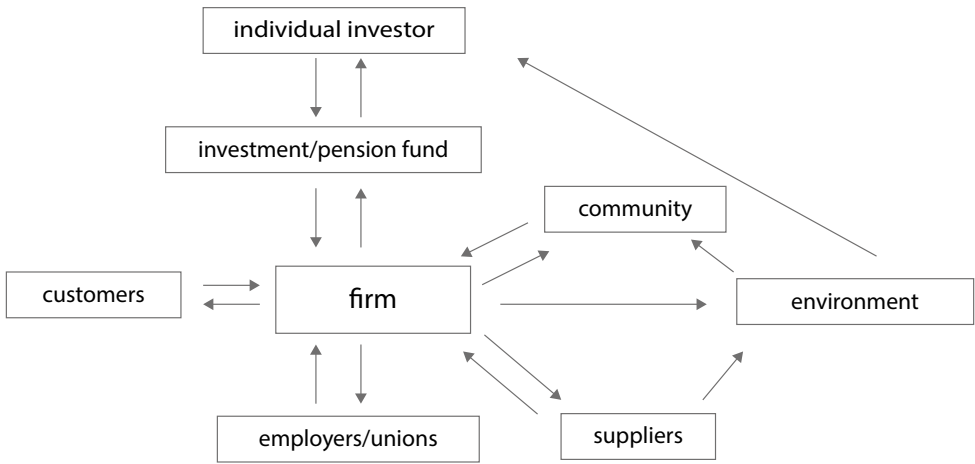 individual investor
investment/pension fund
community
customers
firm
environment
employers/unions
suppliers